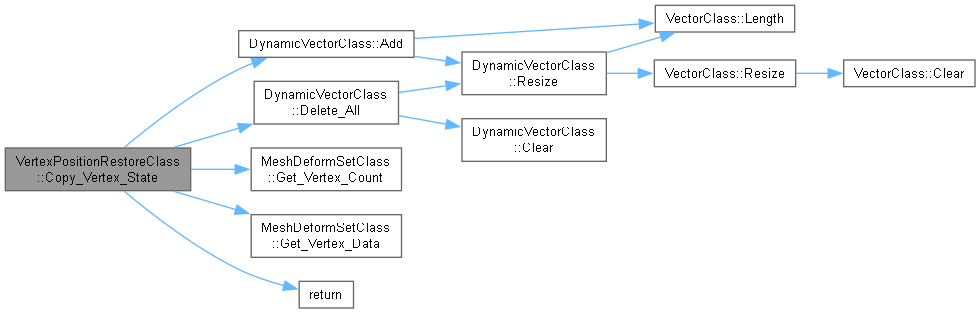 VertexPositionRestoreClass
::Copy_Vertex_State
DynamicVectorClass::Add
DynamicVectorClass
::Delete_All
MeshDeformSetClass
::Get_Vertex_Count
MeshDeformSetClass
::Get_Vertex_Data
return
DynamicVectorClass
::Resize
DynamicVectorClass
::Clear
VectorClass::Length
VectorClass::Resize
VectorClass::Clear